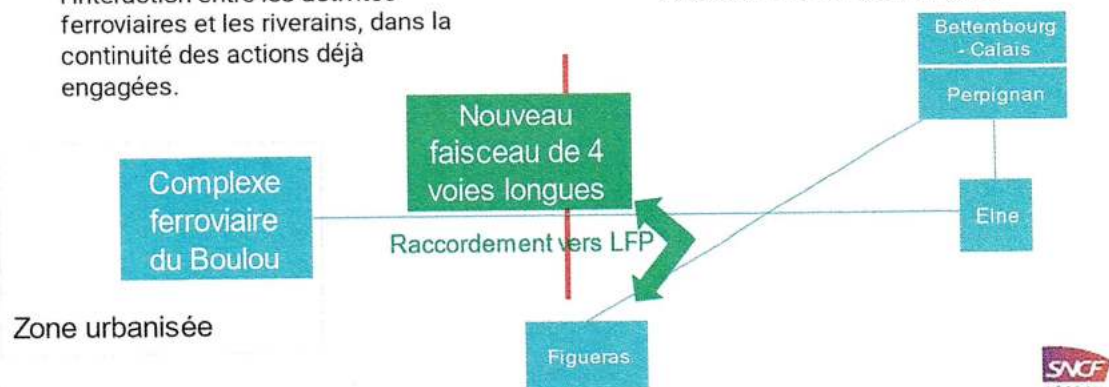 ferroviaires et les riverains, dans la
continuité des actions déjà
engagées.
Bettembourg
- Calais
Perpignan
Nouveau
faisceau de 4
voies longues
Complexe
ferroviaire
du Boulou
Elne
Raccordement vers LFP
Zone urbanisée
Figueras
SNCF